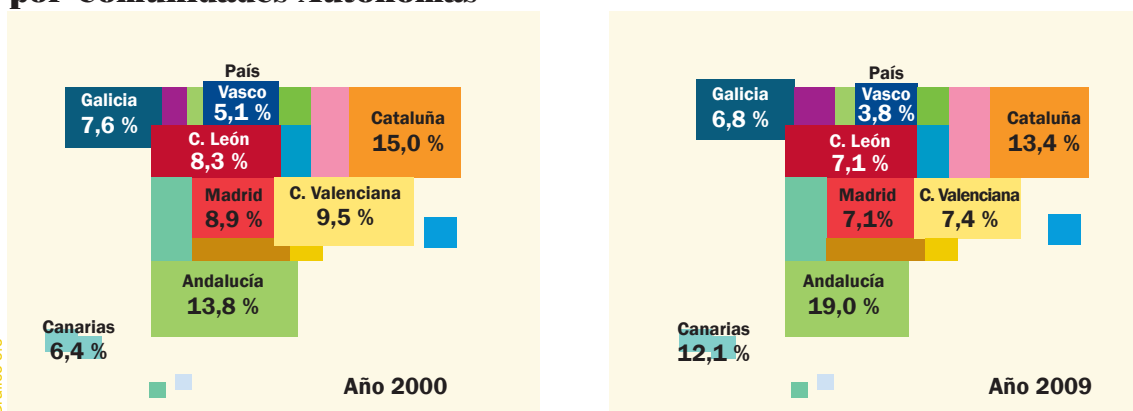 por Comunidades Autónomas
País
Vasco
5,1 %
Galicia
7,6 %
Cataluña
15,0 %
C. León
8,3 %
Madrid
8,9 %
C. Valenciana
9,5 %
Andalucía
13,8 %
Canarias
6,4 %
Año 2000
País
Vasco
3,8 %
Galicia
6,8 %
Cataluña
13,4 %
C. León
7,1 %
Madrid
7,1%
C. Valenciana
7,4 %
Andalucía
19,0 %
Canarias
12,1 %
Año 2009